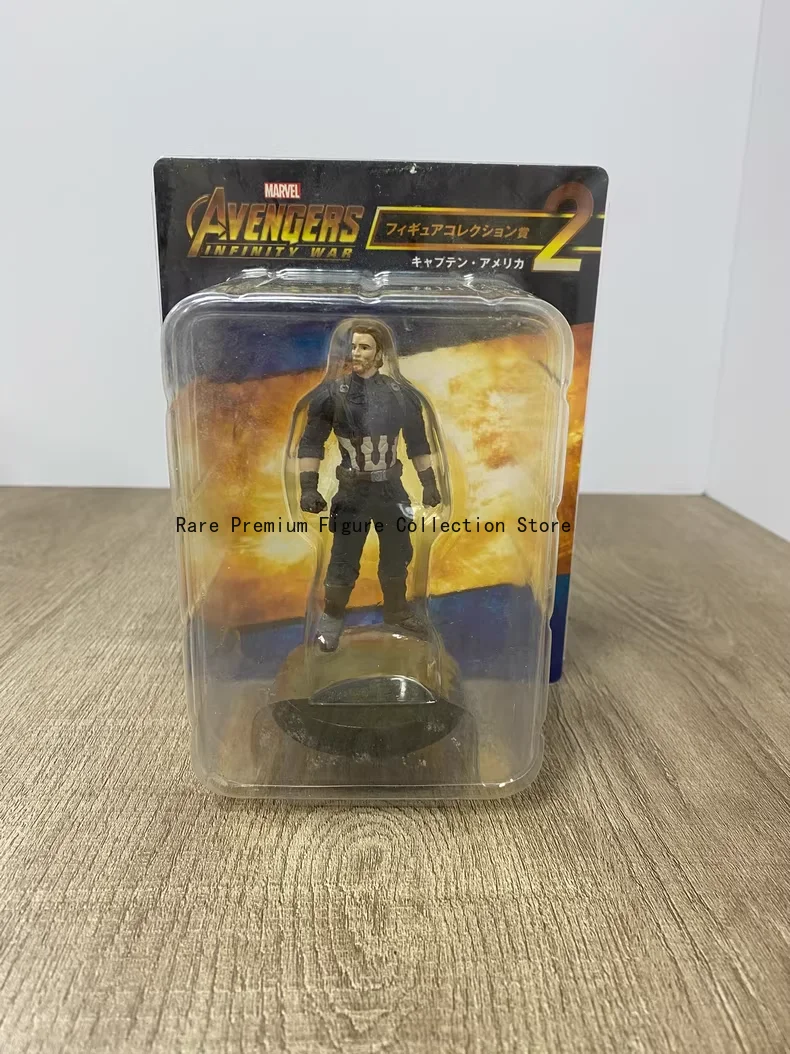 MARVEL
AVENGERS
INFINITY WAR
フィギュアコレクション賞
2
キャプテン・アメリカ
Rare Premium Figure Collection Store